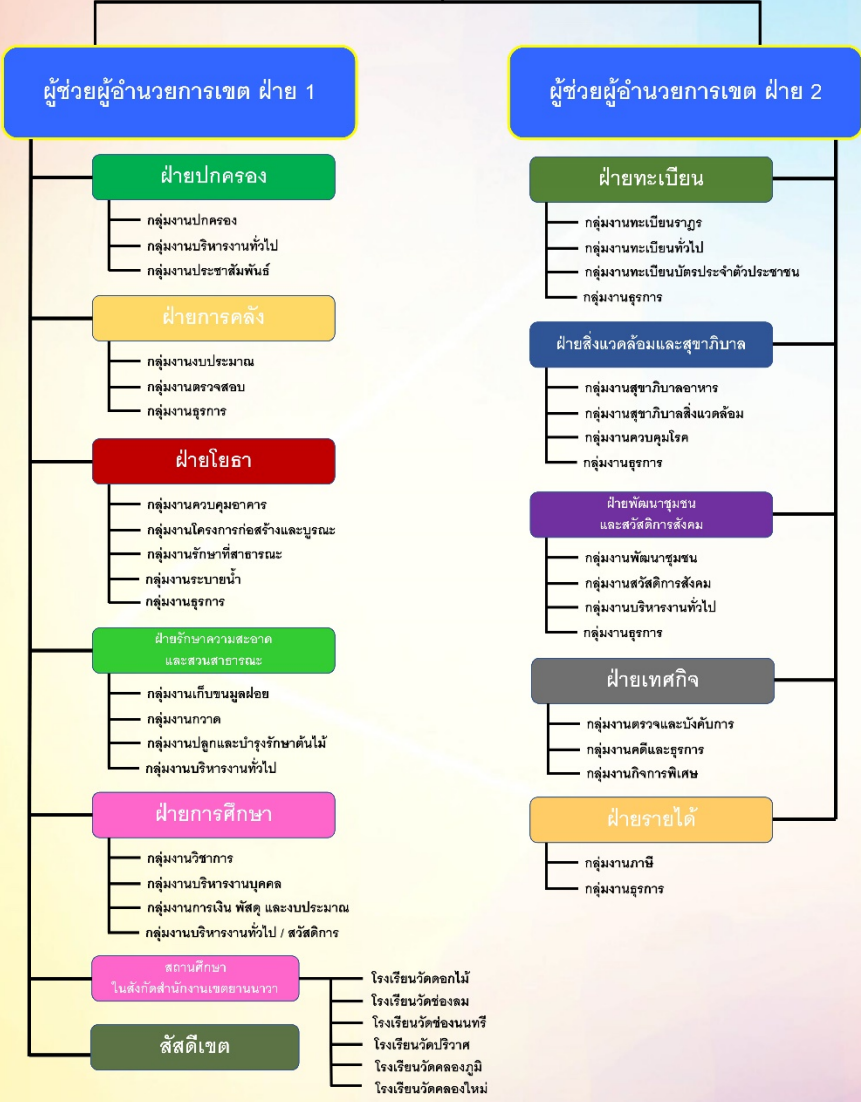 ผู้ช่วยผู้อำนวยการเขต ฝ่าย 1
ฝ่ายปกครอง
กลุ่มงานปกครอง
กลุ่มงานบริหารงานทั่วไป
กลุ่มงานประชาสัมพันธ์
ฝ่ายการคลัง
กลุ่มงานงบประมาณ
กลุ่มงานตรวจสอบ
กลุ่มงานธุรการ
ฝ่ายโยธา
กลุ่มงานควบคุมอาคาร
กลุ่มงานโครงการก่อสร้างและบูรณะ
กลุ่มงานรักษาที่สาธารณะ
กลุ่มงานระบายน้ำ
กลุ่มงานธุรการ
ฝ่ายรักษาความสะอาด
และสวนสาธารณะ
กลุ่มงานเก็บขนมูลฝอย
กลุ่มงานกวาด
กลุ่มงานปลูกและบำรุงรักษาต้นไม้
กลุ่มงานบริหารงานทั่วไป
ฝ่ายการศึกษา
กลุ่มงานวิชาการ
กลุ่มงานบริหารงานบุคคล
กลุ่มงานการเงิน พัสดุ และงบประมาณ
กลุ่มงานบริหารงานทั่วไป / สวัสดิการ
สถานศึกษา
ในสังกัดสำนักงานเขตยานนาวา
โรงเรียนวัดดอกไม้
โรงเรียนวัดช่องลม
โรงเรียนวัดช่องนนทรี
โรงเรียนวัดปริวาศ
โรงเรียนวัดคลองภูมิ
โรงเรียนวัดคลองใหม่
สัสดีเขต
ผู้ช่วยผู้อำนวยการเขต ฝ่าย 2
ฝ่ายทะเบียน
กลุ่มงานทะเบียนราฎร
กลุ่มงานทะเบียนทั่วไป
กลุ่มงานทะเบียนบัตรประจำตัวประชาชน
กลุ่มงานธุรการ
ฝ่ายสิ่งแวดล้อมและสุขาภิบาล
กลุ่มงานสุขาภิบาลอาหาร
กลุ่มงานสุขาภิบาลสิ่งแวดล้อม
กลุ่มงานควบคุมโรค
กลุ่มงานธุรการ
ฝ่ายพัฒนาชุมชน
และสวัสดิการสังคม
กลุ่มงานพัฒนาชุมชน
กลุ่มงานสวัสดิการสังคม
กลุ่มงานบริหารงานทั่วไป
กลุ่มงานธุรการ
ฝ่ายเทศกิจ
กลุ่มงานตรวจและบังคับการ
กลุ่มงานคดีและธุรการ
กลุ่มงานกิจการพิเศษ
ฝ่ายรายได้
กลุ่มงานภาษี
กลุ่มงานธุรการ